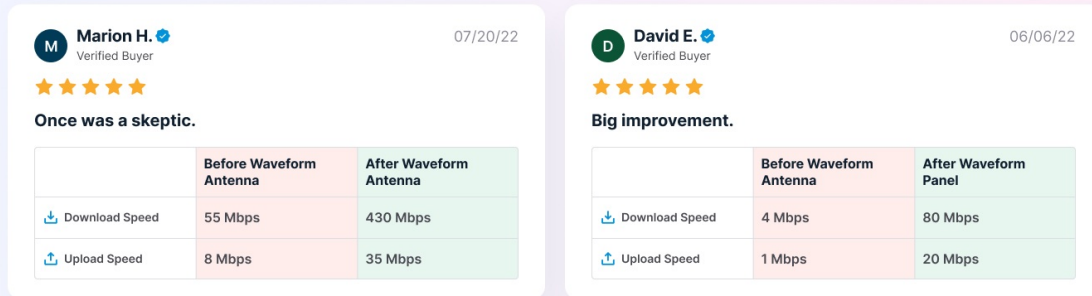 M
Marion H.
07/20/22
Verified Buyer
Once was a skeptic.
Before Waveform
Antenna
After Waveform
Antenna
Download Speed
55 Mbps
430 Mbps
Upload Speed
8 Mbps
35 Mbps
D
David E.
06/06/22
Verified Buyer
Big improvement.
Before Waveform
Antenna
After Waveform
Panel
Download Speed
4 Mbps
80 Mbps
Upload Speed
1 Mbps
20 Mbps